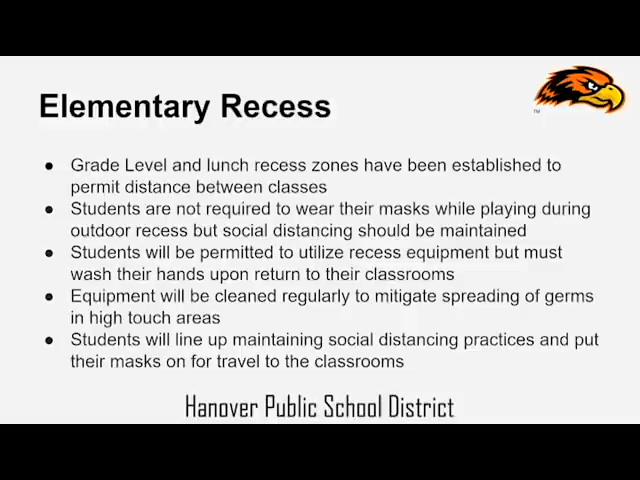 Elementary Recess
● Grade Level and lunch recess zones have been established to
permit distance between classes
● Students are not required to wear their masks while playing during
outdoor recess but social distancing should be maintained
● Students will be permitted to utilize recess equipment but must
wash their hands upon return to their classrooms
● Equipment will be cleaned regularly to mitigate spreading of germs
in high touch areas
● Students will line up maintaining social distancing practices and put
their masks on for travel to the classrooms
Hanover Public School District